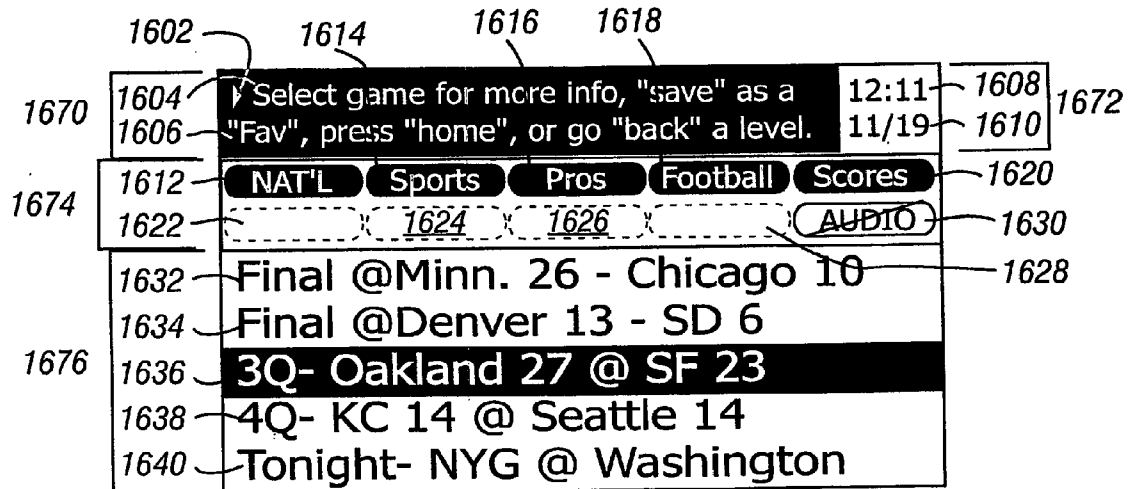 1602 1614 1616 1618
1670 1604 Select game for more info, "save" as a 12:11 1608 1672
1606 "Fav", press "home", or go "back" a level. 11/19 1610
1674 1612 NAT'L Sports Pros Football Scores 1620
1622 1624 1626 AUDIO 1630
1632 Final @Minn. 26 - Chicago 10 1628
1634 Final @Denver 13 - SD 6
1676 1636 3Q- Oakland 27 @ SF 23
1638 4Q- KC 14 @ Seattle 14
1640 Tonight- NYG @ Washington